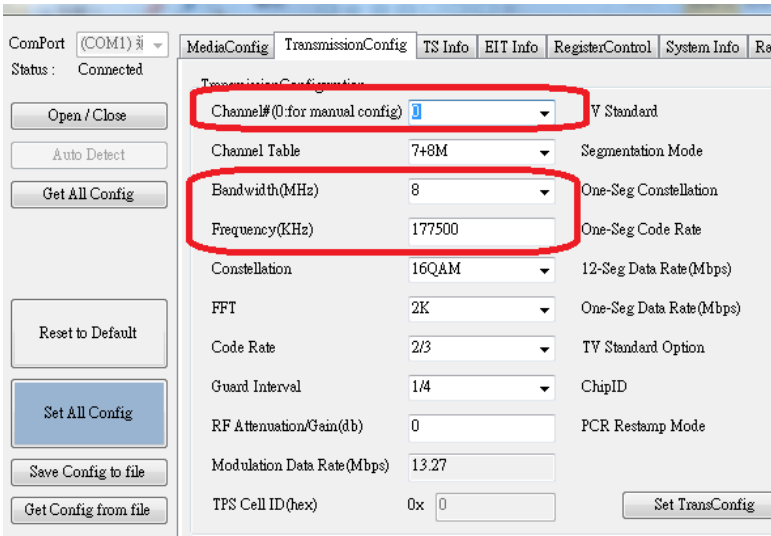 ComPort (COM1)
Status : Connected
Open / Close
Auto Detect
Get All Config
Reset to Default
Set All Config
Save Config to file
Get Config from file
MediaConfig TransmissionConfig TS Info EIT Info RegisterControl System Info Ra
TransmissionConfiguration
Channel#(0:for manual config) 0 V Standard
Channel Table 7+8M Segmentation Mode
Bandwidth(MHz) 8 One-Seg Constellation
Frequency(KHz) 177500 One-Seg Code Rate
Constellation 16QAM 12-Seg Data Rate(Mbps)
FFT 2K One-Seg Data Rate(Mbps)
Code Rate 2/3 TV Standard Option
Guard Interval 1/4 ChipID
RF Attenuation/Gain(db) 0 PCR Restamp Mode
Modulation Data Rate(Mbps) 13.27
TPS Cell ID(hex) 0x 0 Set TransConfig